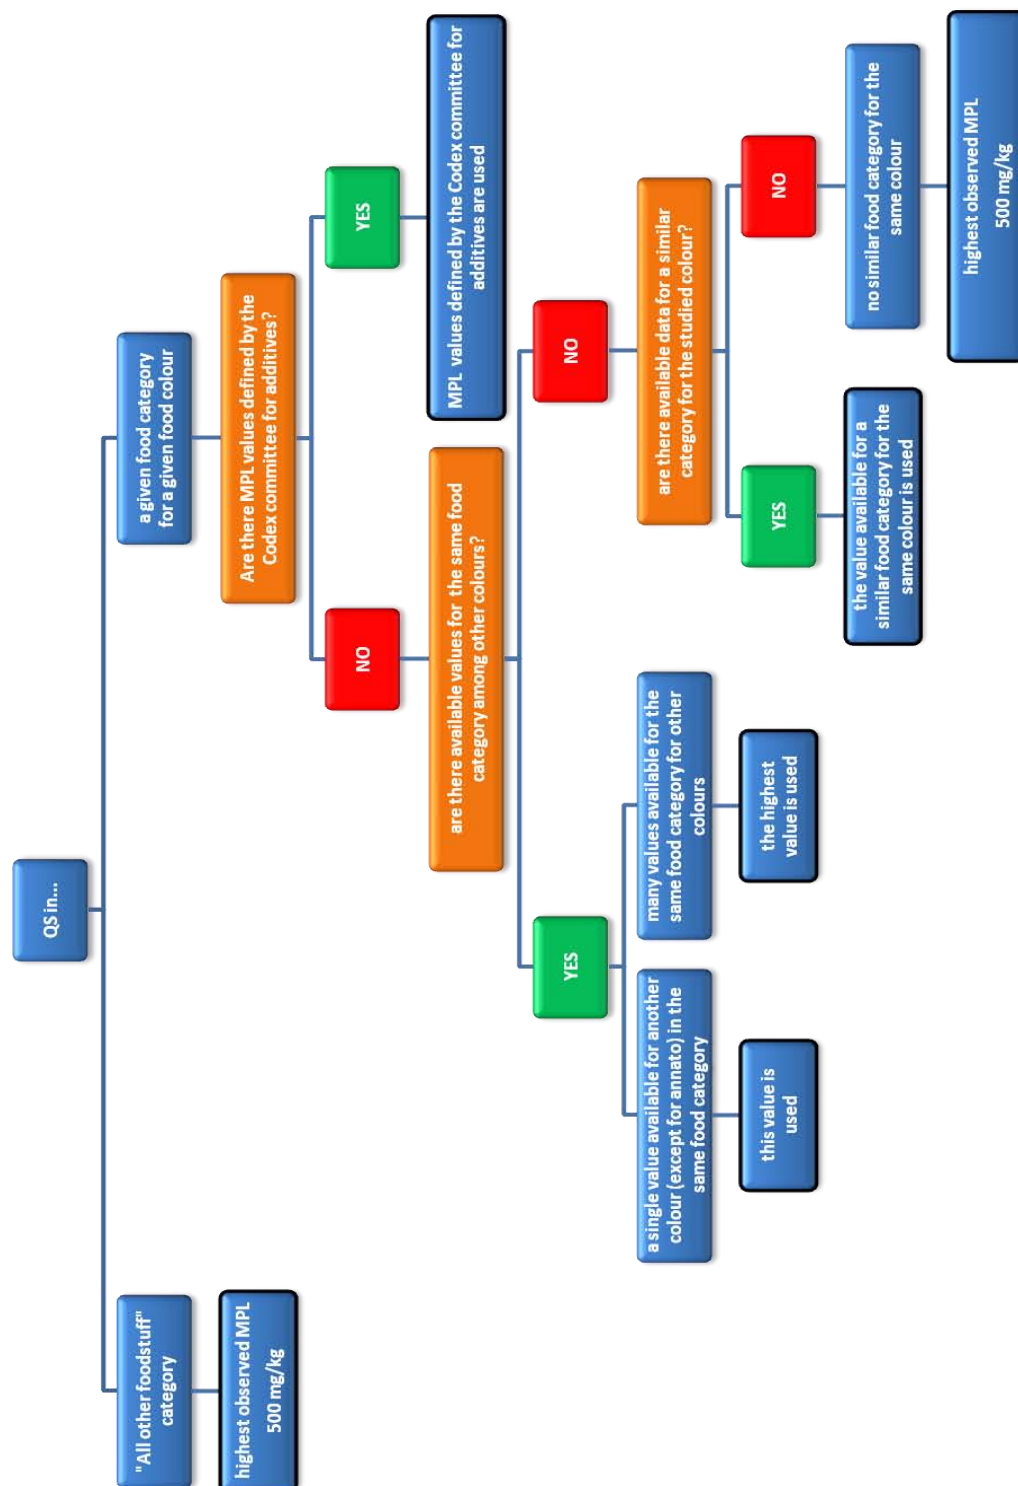 QS in...
"All other foodstuff"
category
highest observed MPL
500 mg/kg
a given food category
for a given food colour
Are there MPL values defined by the
Codex committee for additives?
NO
YES
MPL values defined by the Codex committee for
additives are used
are there available values for the same food
category among other colours?
YES
NO
a single value available for another
colour (except for annato) in the
same food category
this value is
used
many values available for the
same food category for other
colours
the highest
value is used
are there available data for a similar
category for the studied colour?
YES
NO
the value available for a
similar food category for the
same colour is used
no similar food category for the
same colour
highest observed MPL
500 mg/kg